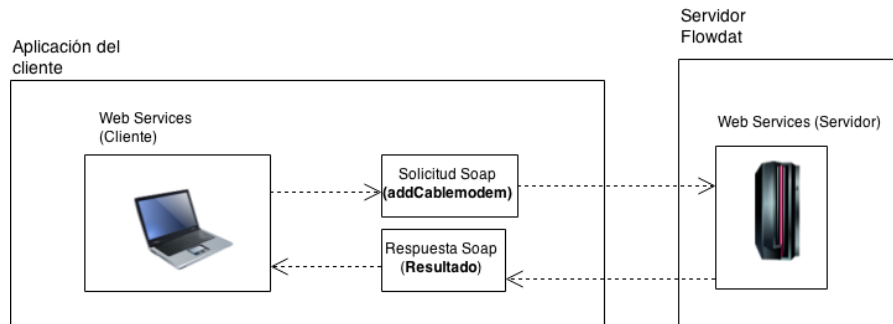 Servidor
Flowdat
Aplicación del
cliente
Web Services
(Cliente)
Web Services (Servidor)
Solicitud Soap
(addCablemodem)
Respuesta Soap
(Resultado)